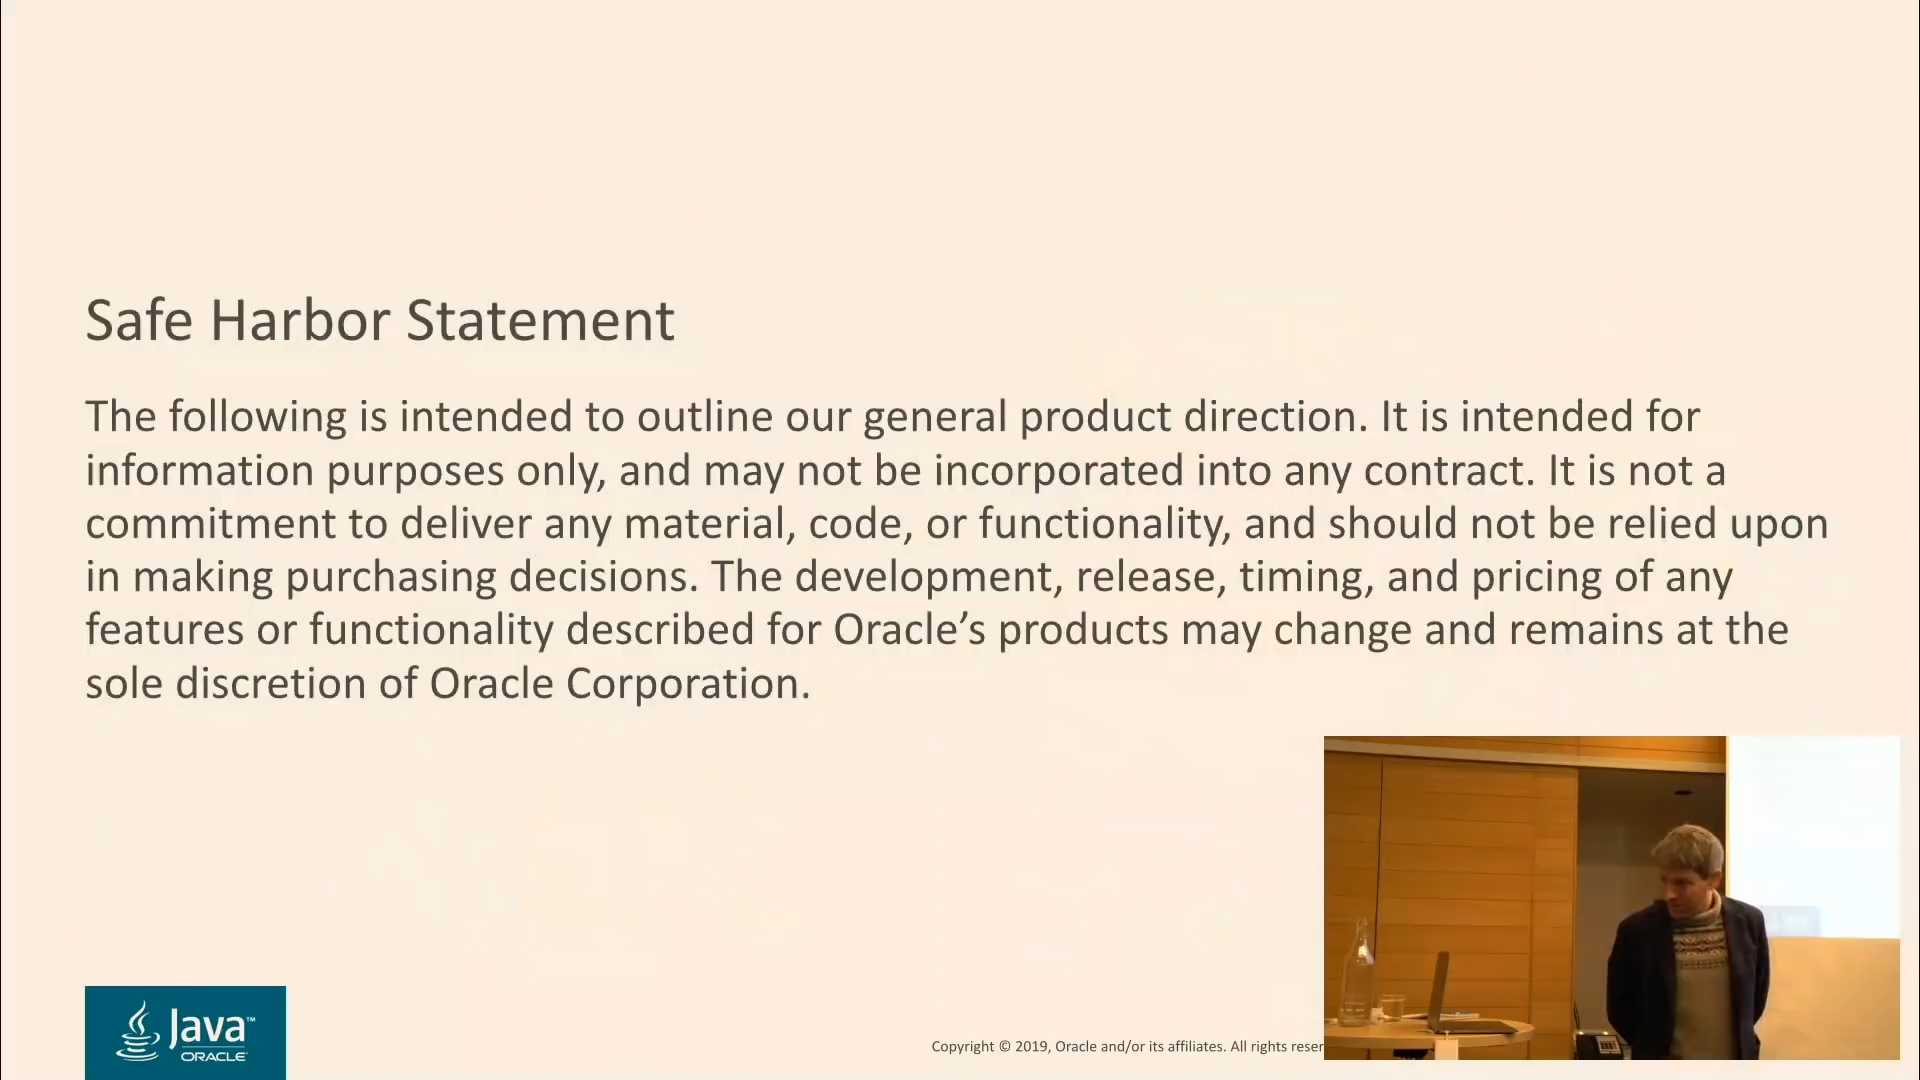 Safe Harbor Statement
The following is intended to outline our general product direction. It is intended for
information purposes only, and may not be incorporated into any contract. It is not a
commitment to deliver any material, code, or functionality, and should not be relied upon
in making purchasing decisions. The development, release, timing, and pricing of any
features or functionality described for Oracle’s products may change and remains at the
sole discretion of Oracle Corporation.
Java™
ORACLE
Copyright © 2019, Oracle and/or its affiliates. All rights reser